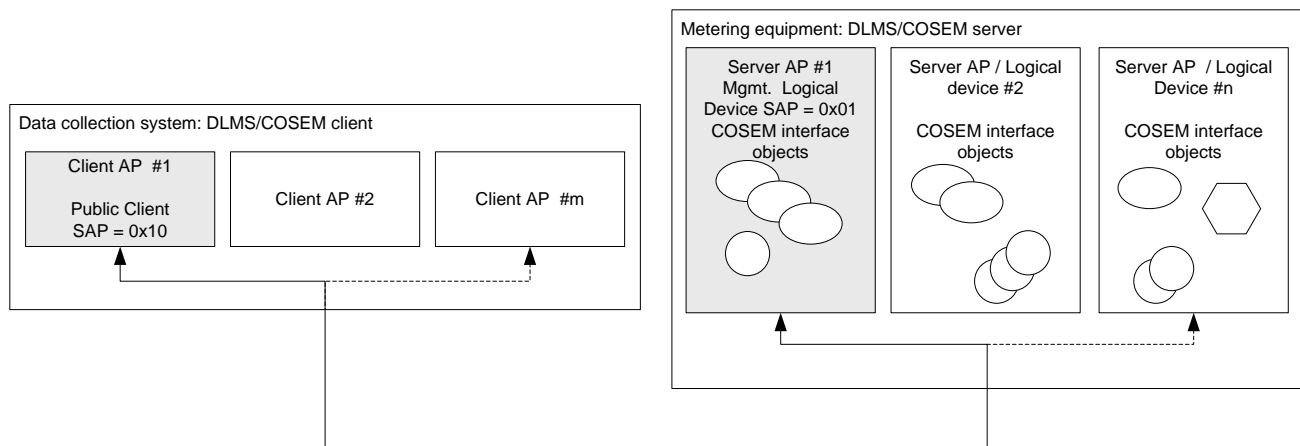 Data collection system: DLMS/COSEM client
Client AP #1
Public Client
SAP = 0x10
Client AP #2
Client AP #m
Metering equipment: DLMS/COSEM server
Server AP #1
Mgmt. Logical
Device SAP = 0x01
COSEM interface
objects
Server AP / Logical
device #2
COSEM interface
objects
Server AP / Logical
Device #n
COSEM interface
objects